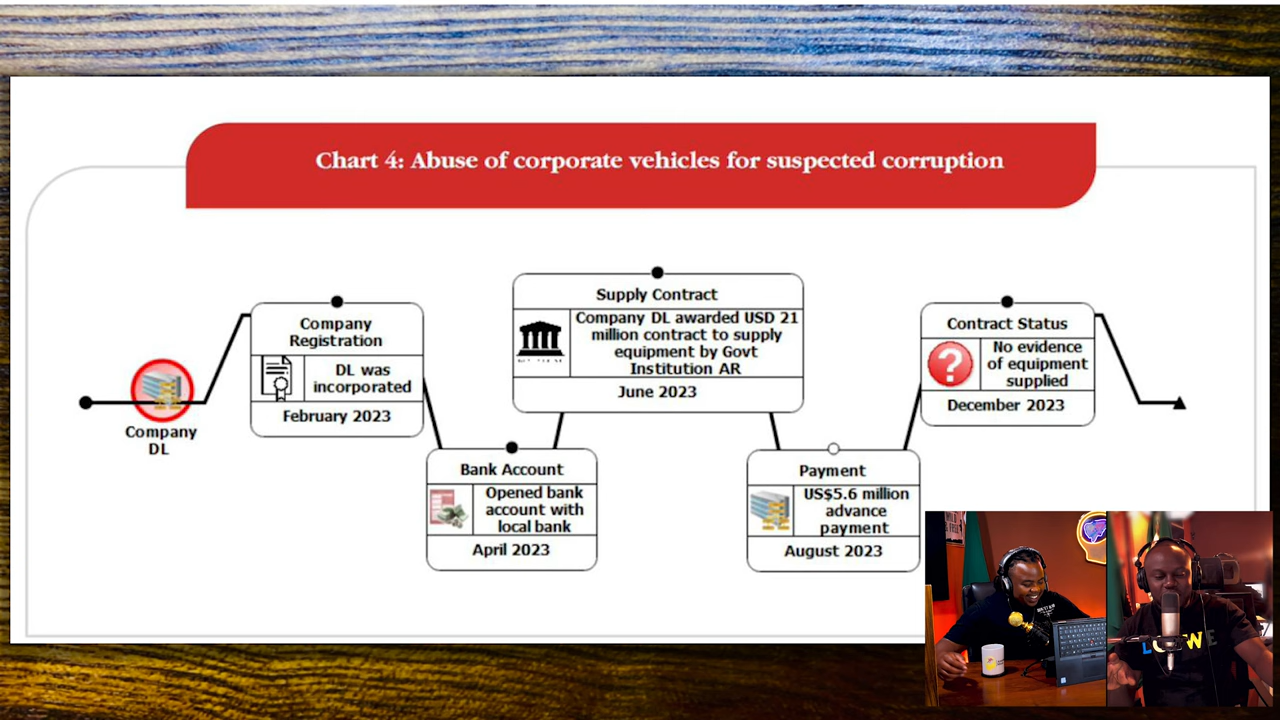 Chart 4: Abuse of corporate vehicles for suspected corruption
Company
DL
Company
Registration
DL was
incorporated
February 2023
Bank Account
Opened bank
account with
local bank
April 2023
Supply Contract
Company DL awarded USD 21
million contract to supply
equipment by Govt
Institution AR
June 2023
Payment
US$5.6 million
advance
payment
August 2023
Contract Status
No evidence
of equipment
supplied
December 2023